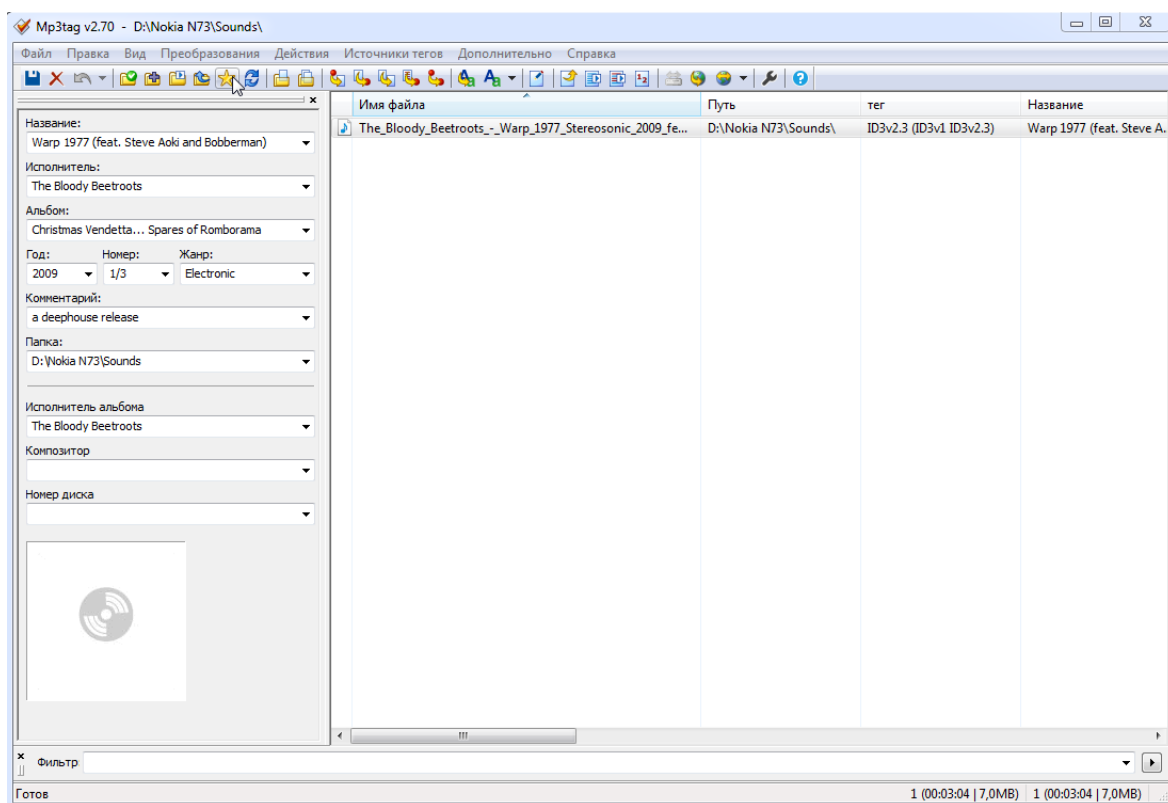 Mp3tag v2.70 - D:\Nokia N73\Sounds\
Файл Правка Вид Преобразования Действия Источники тегов Дополнительно Справка
Имя файла Путь тег Название
The_Bloody_Beetroots_-_Warp_1977_Stereosonic_2009_fe... D:\Nokia N73\Sounds\ ID3v2.3 (ID3v1 ID3v2.3) Warp 1977 (feat. Steve A.
Название:
Warp 1977 (feat. Steve Aoki and Bobberman)
Исполнитель:
The Bloody Beetroots
Альбом:
Christmas Vendetta... Spares of Romborama
Год: Номер: Жанр:
2009 1/3 Electronic
Комментарий:
a deephouse release
Папка:
D:\Nokia N73\Sounds
Исполнитель альбома
The Bloody Beetroots
Композитор
Номер диска
Фильтр
Готов 1 (00:03:04 | 7,0MB) 1 (00:03:04 | 7,0MB)